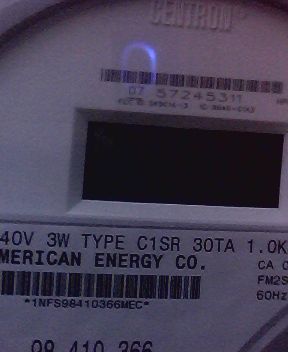 CENTRON®
07 57245311
40V 3W TYPE C1SR 30TA 1.0K
MERICAN ENERGY CO.
CA 0
FM2S
*1NFS98410366MEC*
60HZ
98 410 366